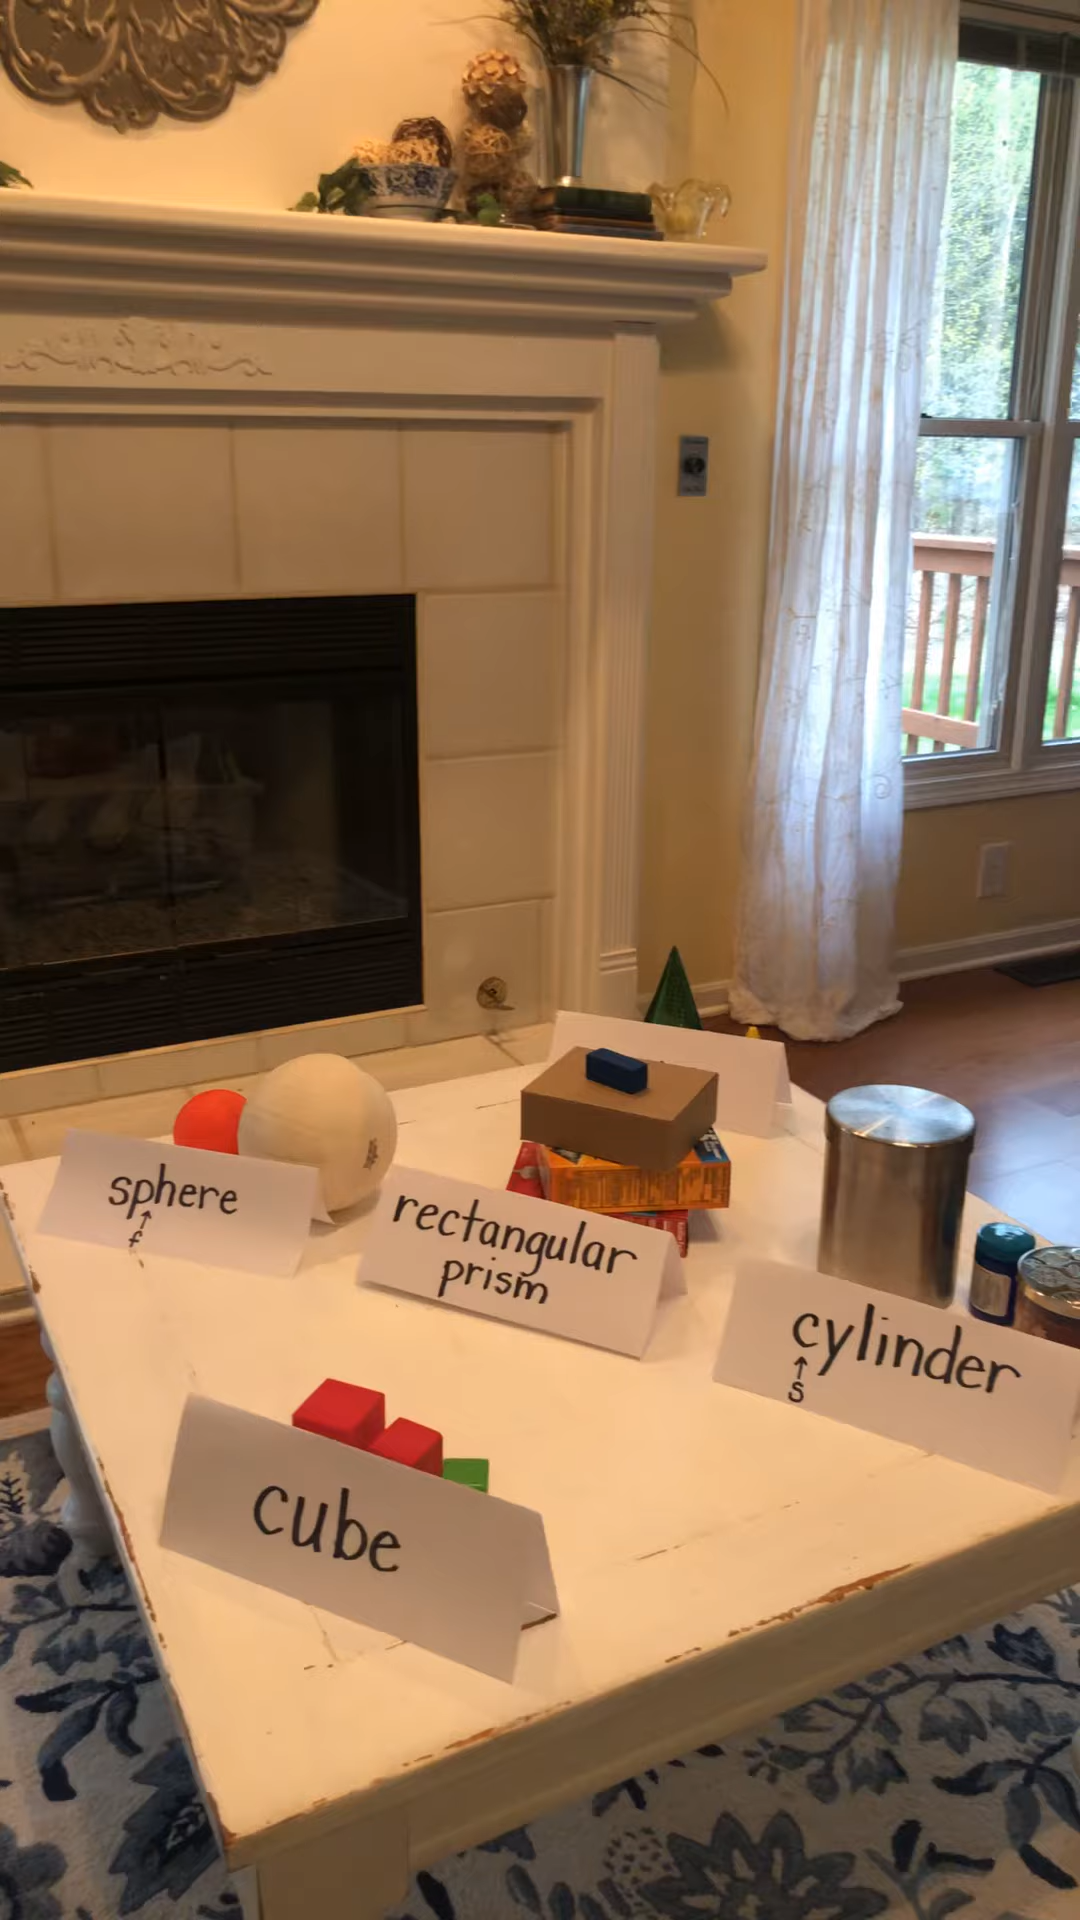 sphere
↑
f
rectangular
prism
cylinder
↑
s
cube